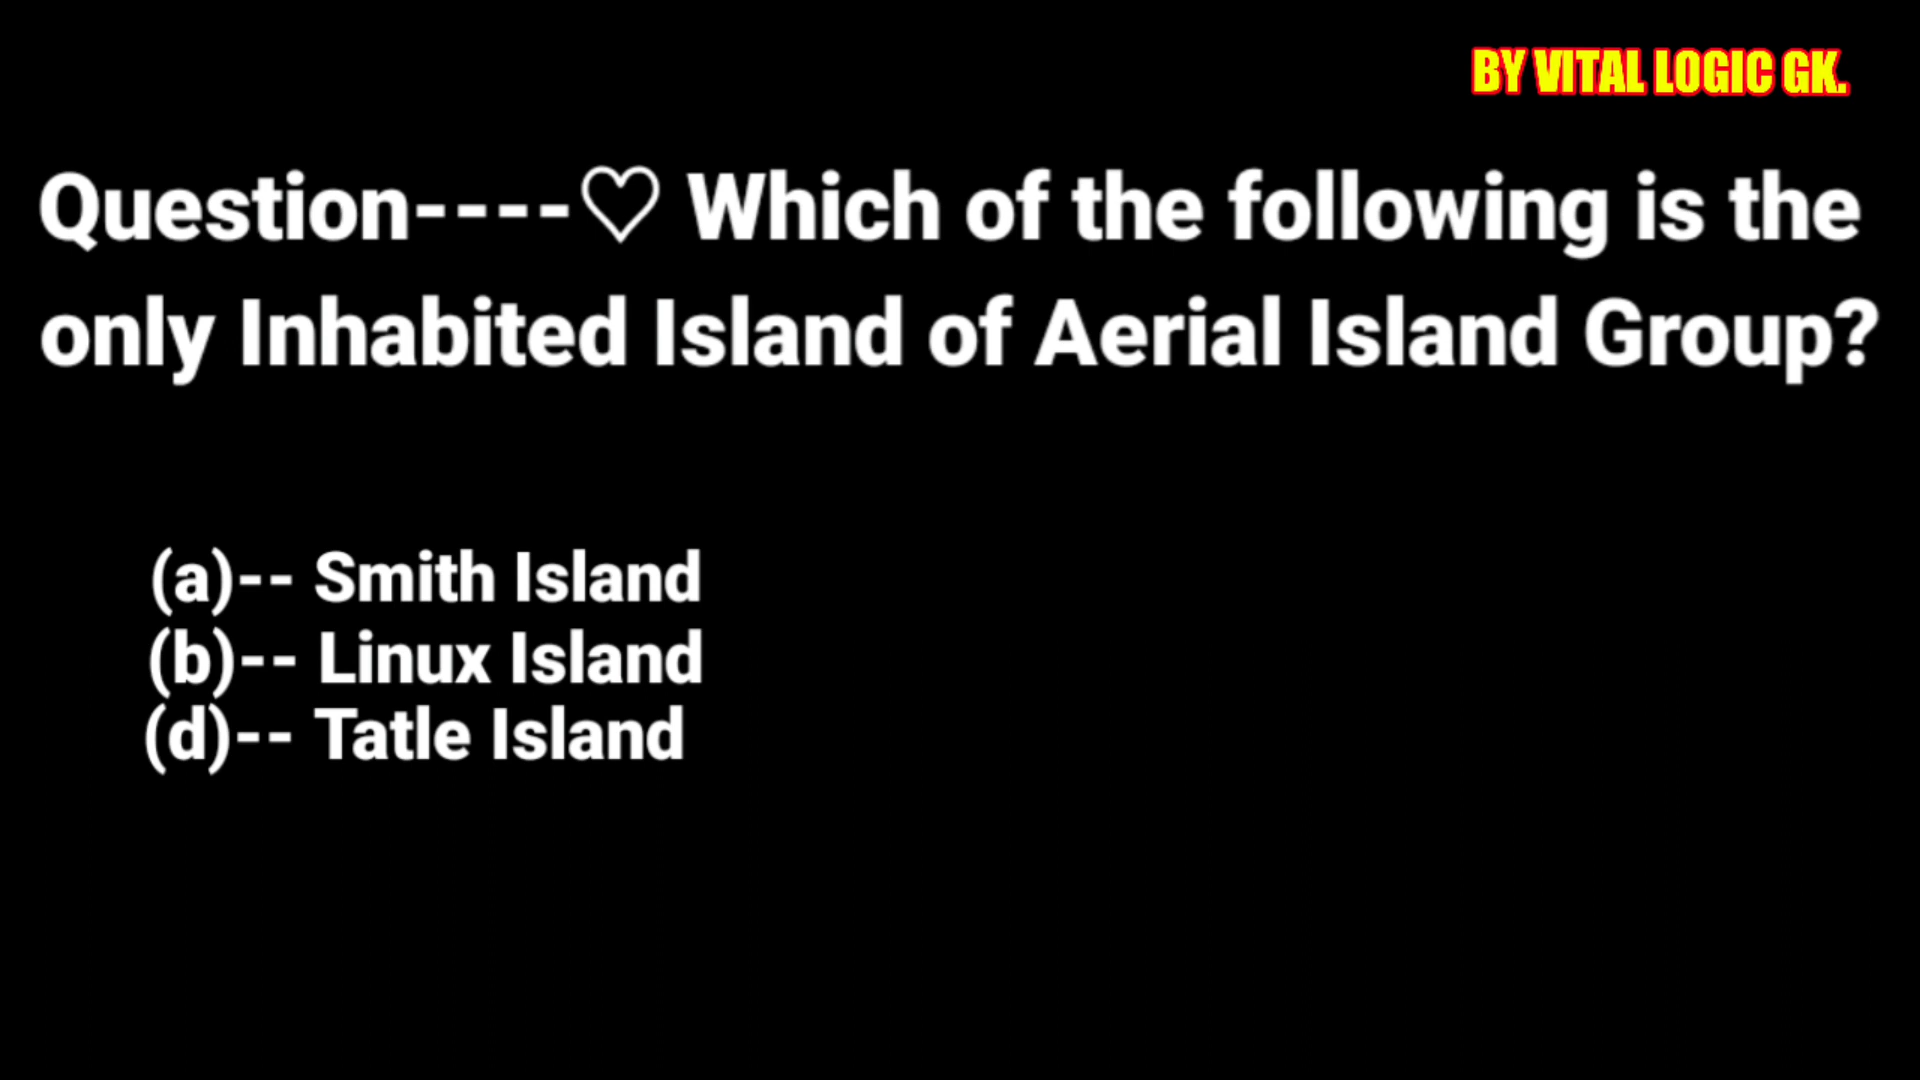 BY VITAL LOGIC GK.
Question----♡ Which of the following is the
only Inhabited Island of Aerial Island Group?
(a)-- Smith Island
(b)-- Linux Island
(d)-- Tatle Island